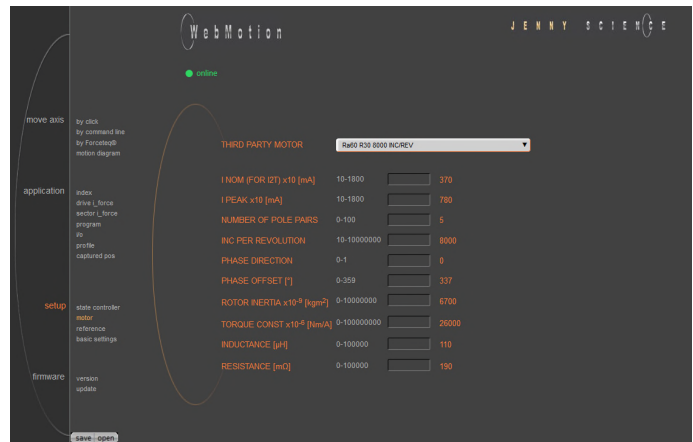 WebMotion
JENNY SCIENCE
online
move axis
by click
by command line
by Forceteq®
motion diagram
application
index
drive i_force
sector i_force
program
i/o
profile
captured pos
setup
state controller
motor
reference
basic settings
firmware
version
update
save open
THIRD PARTY MOTOR Ra60 R30 8000 INC/REV
I NOM (FOR I2T) x10 [mA] 10-1800 370
I PEAK x10 [mA] 10-1800 780
NUMBER OF POLE PAIRS 0-100 5
INC PER REVOLUTION 10-10000000 8000
PHASE DIRECTION 0-1 0
PHASE OFFSET [°] 0-359 337
ROTOR INERTIA x10⁻⁹ [kgm²] 0-10000000 6700
TORQUE CONST x10⁻⁶ [Nm/A] 0-100000000 26000
INDUCTANCE [µH] 0-100000 110
RESISTANCE [mΩ] 0-100000 190